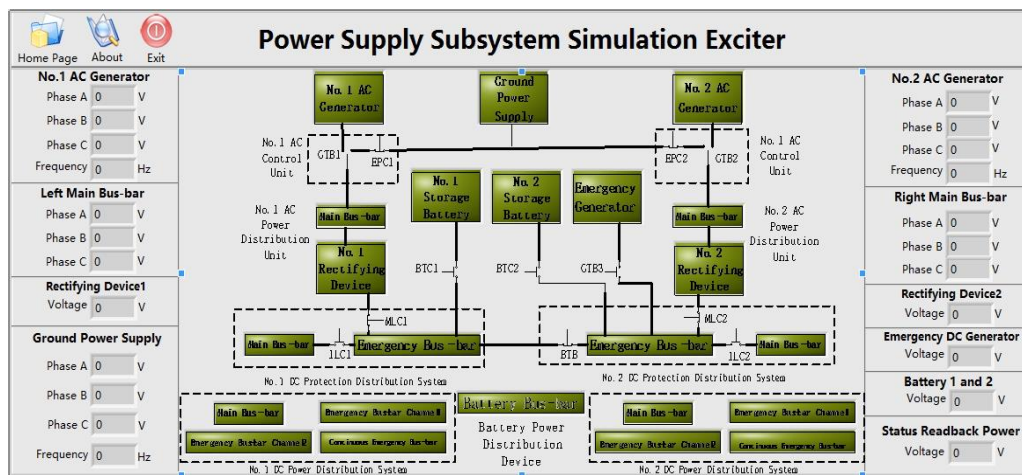 Power Supply Subsystem Simulation Exciter
Home Page
About
Exit
No.1 AC Generator
Phase A 0 V
Phase B 0 V
Phase C 0 V
Frequency 0 Hz
Left Main Bus-bar
Phase A 0 V
Phase B 0 V
Phase C 0 V
Rectifying Device1
Voltage 0 V
Ground Power Supply
Phase A 0 V
Phase B 0 V
Phase C 0 V
Frequency 0 Hz
No. 1 AC
Generator
Ground
Power
Supply
No. 2 AC
Generator
No.1 AC
Control
Unit
GTB1
EPC1
EPC2
GTB2
No.1 AC
Control
Unit
No. 1
Storage
Battery
No. 2
Storage
Battery
Emergency
Generator
No.1 AC
Power
Distribution
Unit
Main Bus-bar
Main Bus-bar
No.2 AC
Power
Distribution
Unit
No. 1
Rectifying
Device
BTC1
BTC2
GTB3
No. 2
Rectifying
Device
MLC1
MLC2
Main Bus-bar
1LC1
Emergency Bus-bar
BTB
Emergency Bus-bar
1LC2
Main Bus-bar
No.1 DC Protection Distribution System
No.2 DC Protection Distribution System
Main Bus-bar
Emergency Busbar Channel1
Emergency Busbar Channel2
Continuous Emergency Bus-bar
No.1 DC Power Distribution System
Battery Bus-bar
Battery Power
Distribution
Device
Main Bus-bar
Emergency Busbar Channel1
Emergency Busbar Channel2
Continuous Emergency Busbar
No.2 DC Power Distribution System
No.2 AC Generator
Phase A 0 V
Phase B 0 V
Phase C 0 V
Frequency 0 Hz
Right Main Bus-bar
Phase A 0 V
Phase B 0 V
Phase C 0 V
Rectifying Device2
Voltage 0 V
Emergency DC Generator
Voltage 0 V
Battery 1 and 2
Voltage 0 V
Status Readback Power
Voltage 0 V